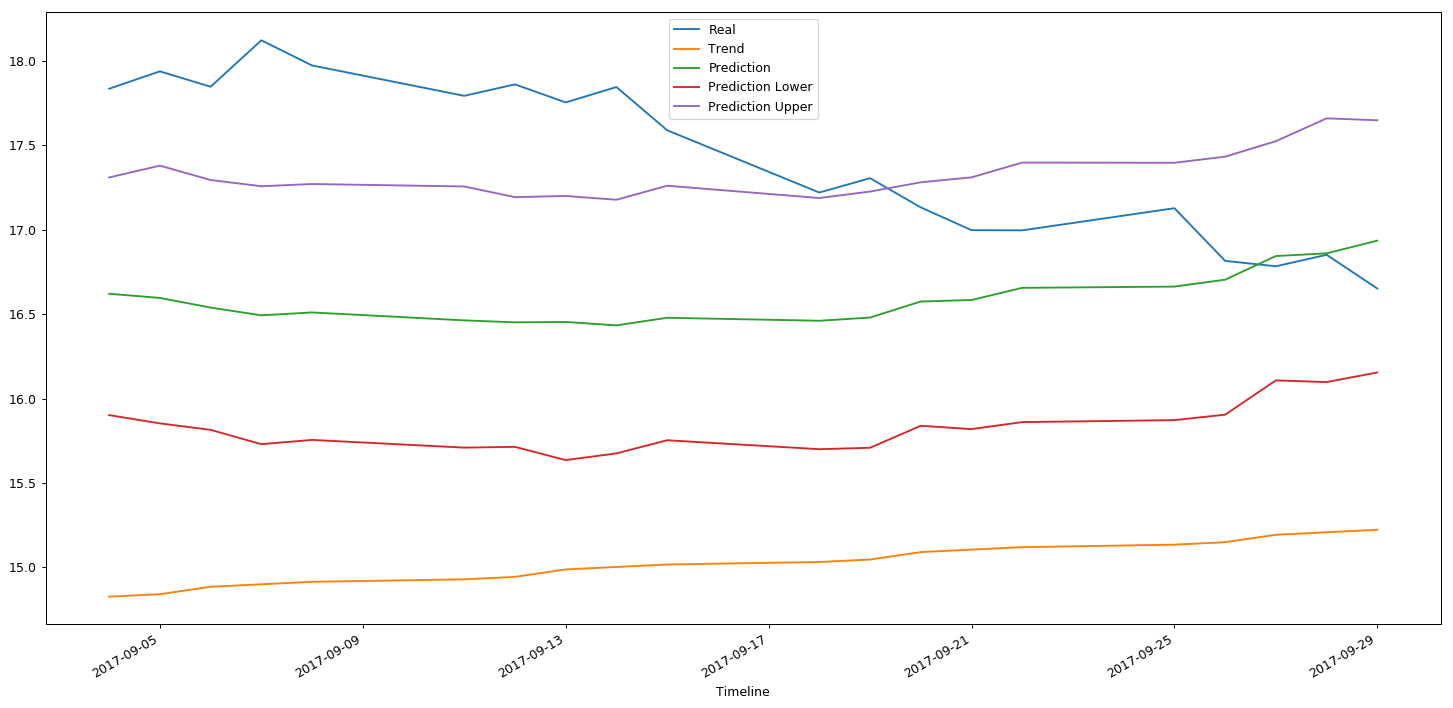 Real
Trend
Prediction
Prediction Lower
Prediction Upper
18.0
17.5
17.0
16.5
16.0
15.5
15.0
2017-09-05
2017-09-09
2017-09-13
2017-09-17
2017-09-21
2017-09-25
2017-09-29
Timeline